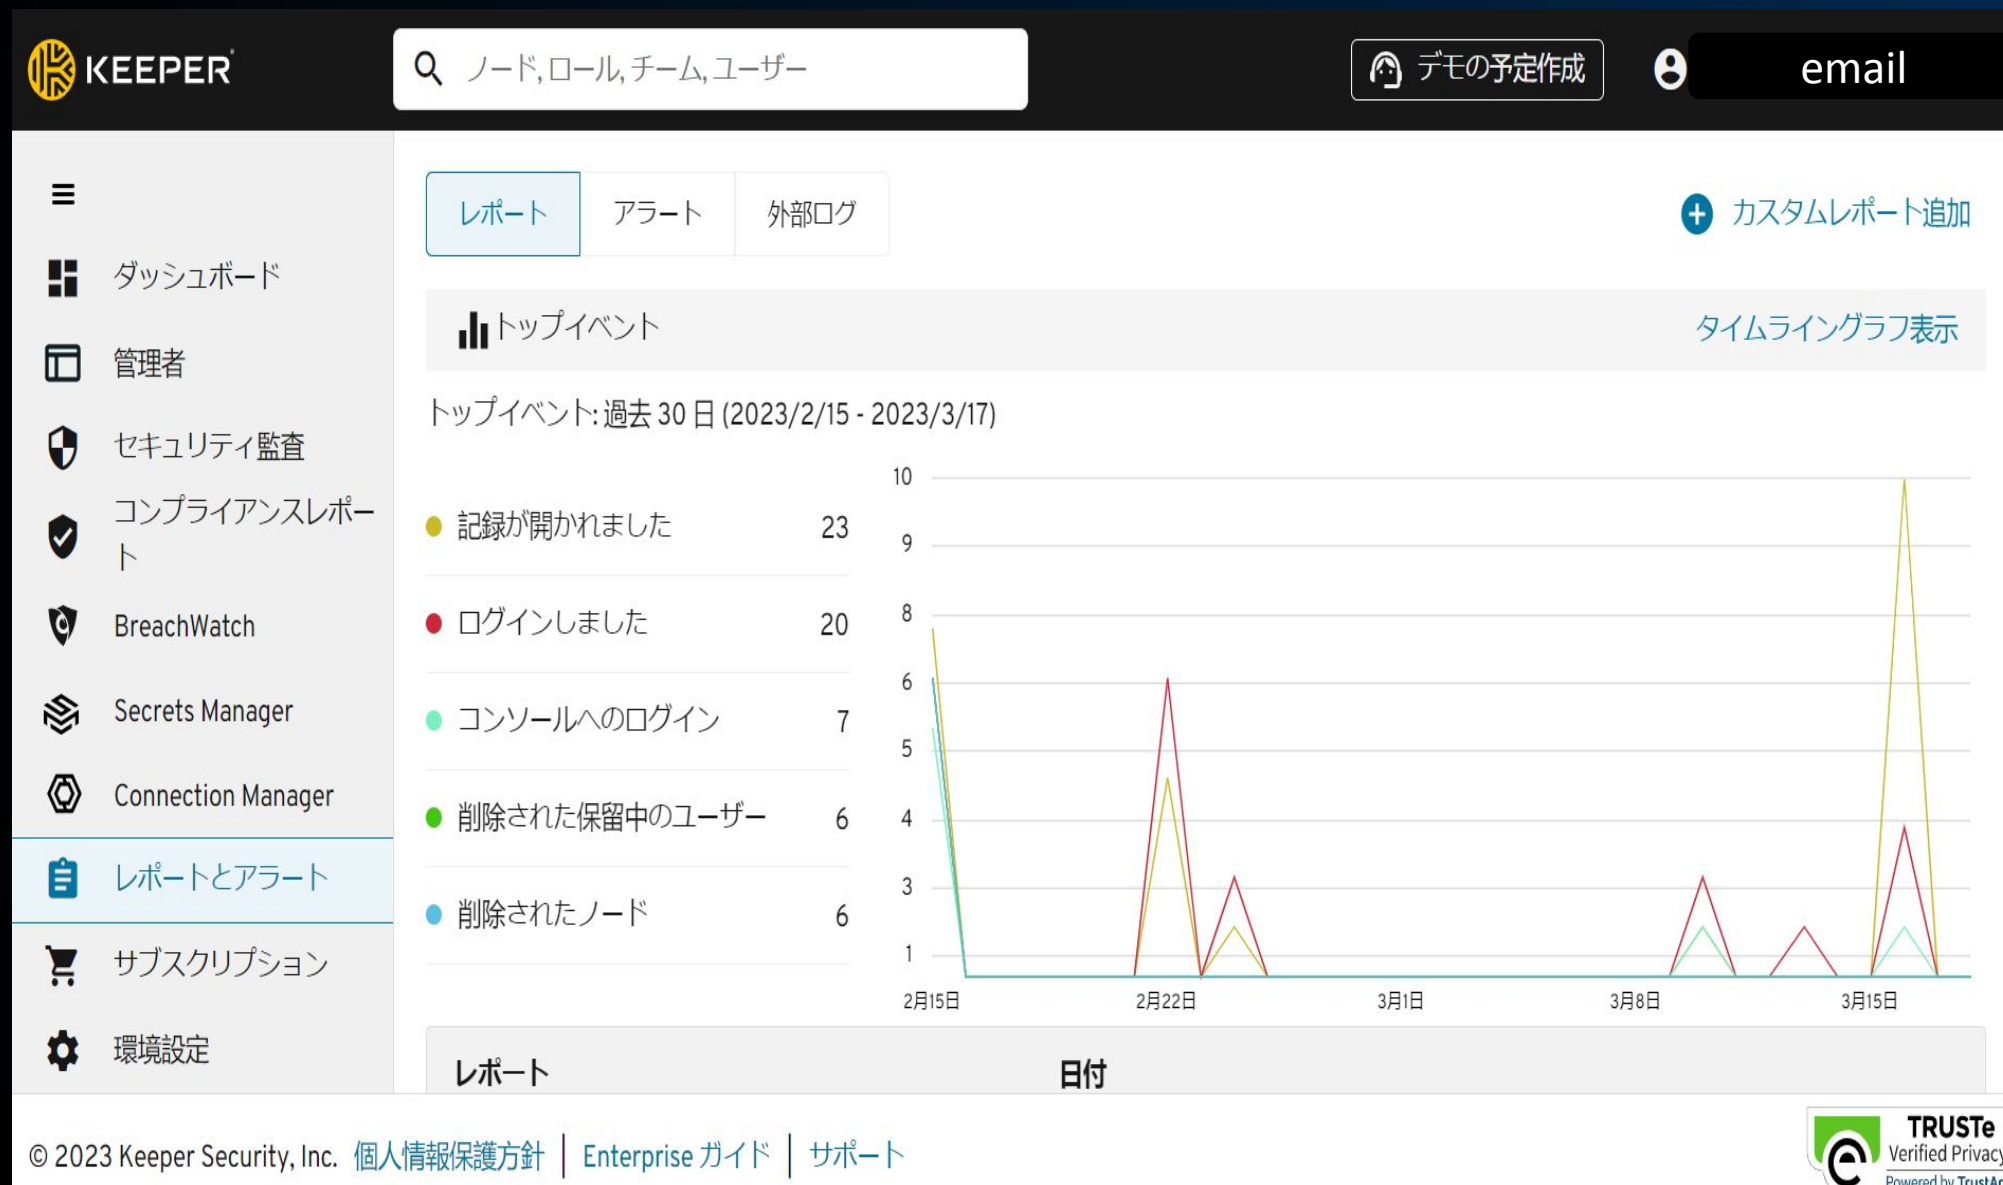 KEEPER
ノード, ロール, チーム, ユーザー
デモの予定作成
email
レポート
アラート
外部ログ
カスタムレポート追加
ダッシュボード
管理者
セキュリティ監査
コンプライアンスレポー
ト
BreachWatch
Secrets Manager
Connection Manager
レポートとアラート
サブスクリプション
環境設定
トップイベント
タイムライングラフ表示
トップイベント: 過去 30 日 (2023/2/15 - 2023/3/17)
記録が開かれました 23
ログインしました 20
コンソールへのログイン 7
削除された保留中のユーザー 6
削除されたノード 6
10
9
8
6
5
4
3
1
2月15日 2月22日 3月1日 3月8日 3月15日
レポート 日付
© 2023 Keeper Security, Inc. 個人情報保護方針 | Enterprise ガイド | サポート
TRUSTe
Verified Privacy
Powered by TrustAr